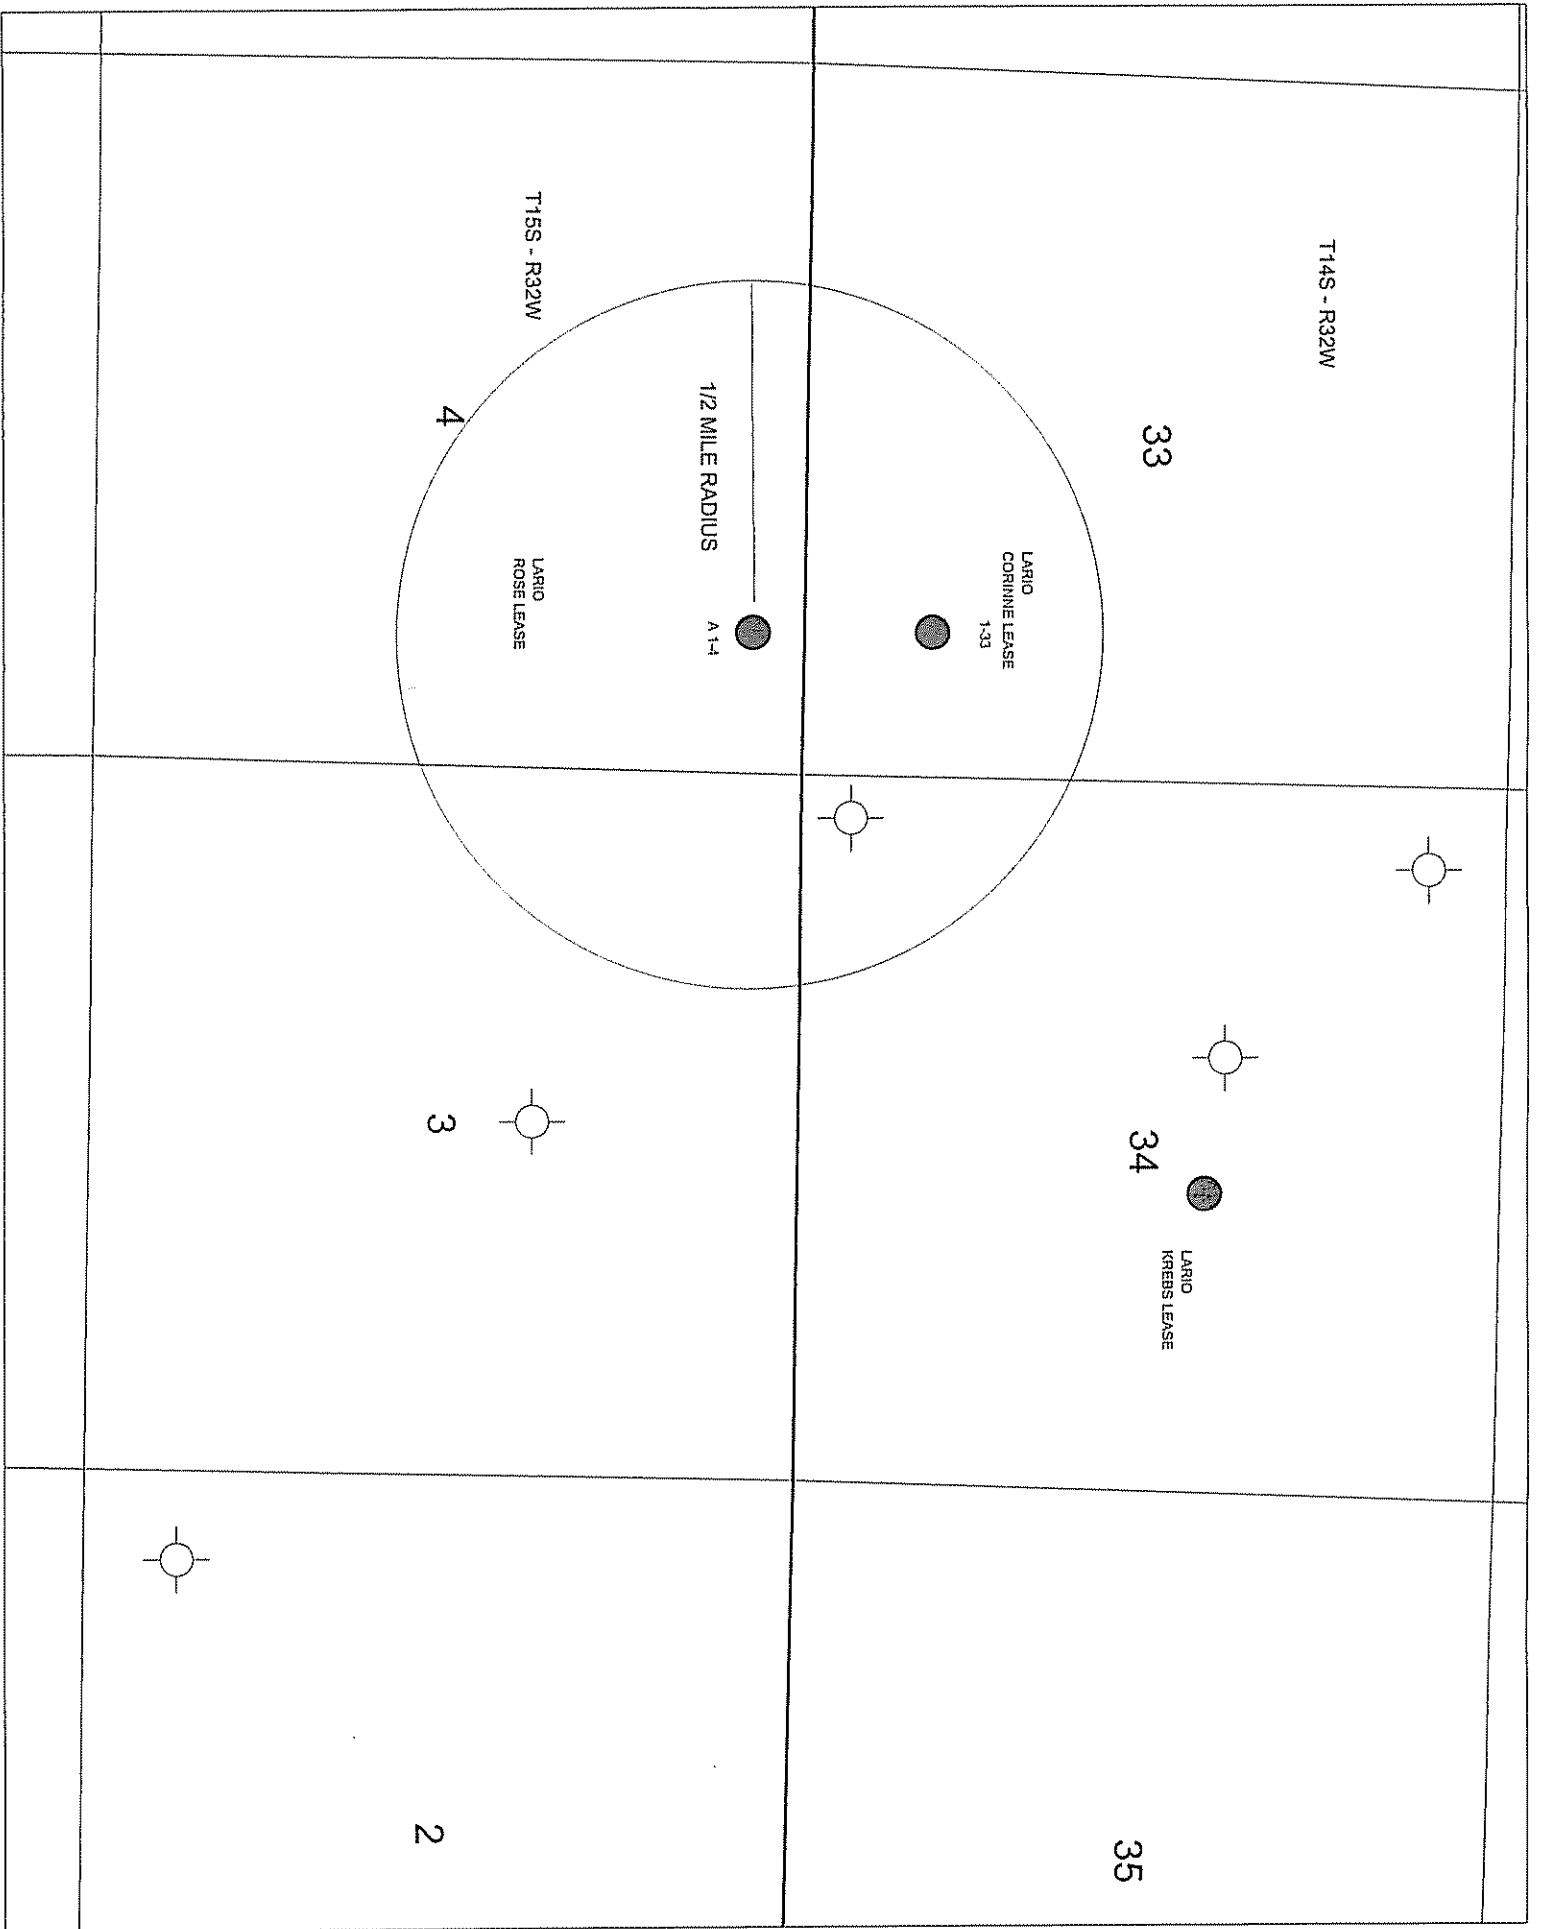 T14S - R32W
33
LARIO
CORINNE LEASE
1-33
34
LARIO
KREBS LEASE
35
T15S - R32W
1/2 MILE RADIUS
A 1-4
4
LARIO
ROSE LEASE
3
2